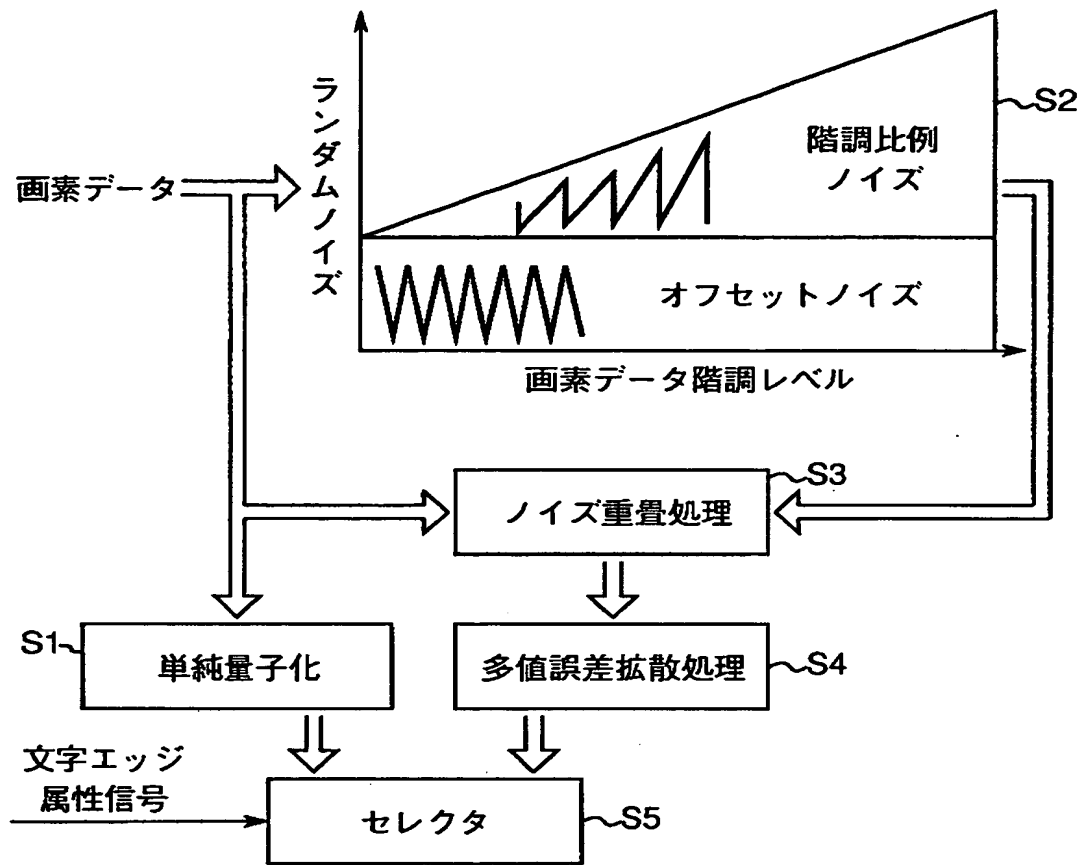 ランダムノイズ
S2
階調比例
ノイズ
画素データ
オフセットノイズ
画素データ階調レベル
S3
ノイズ重畳処理
S1
単純量子化
多値誤差拡散処理
S4
文字エッジ
属性信号
セレクタ
S5